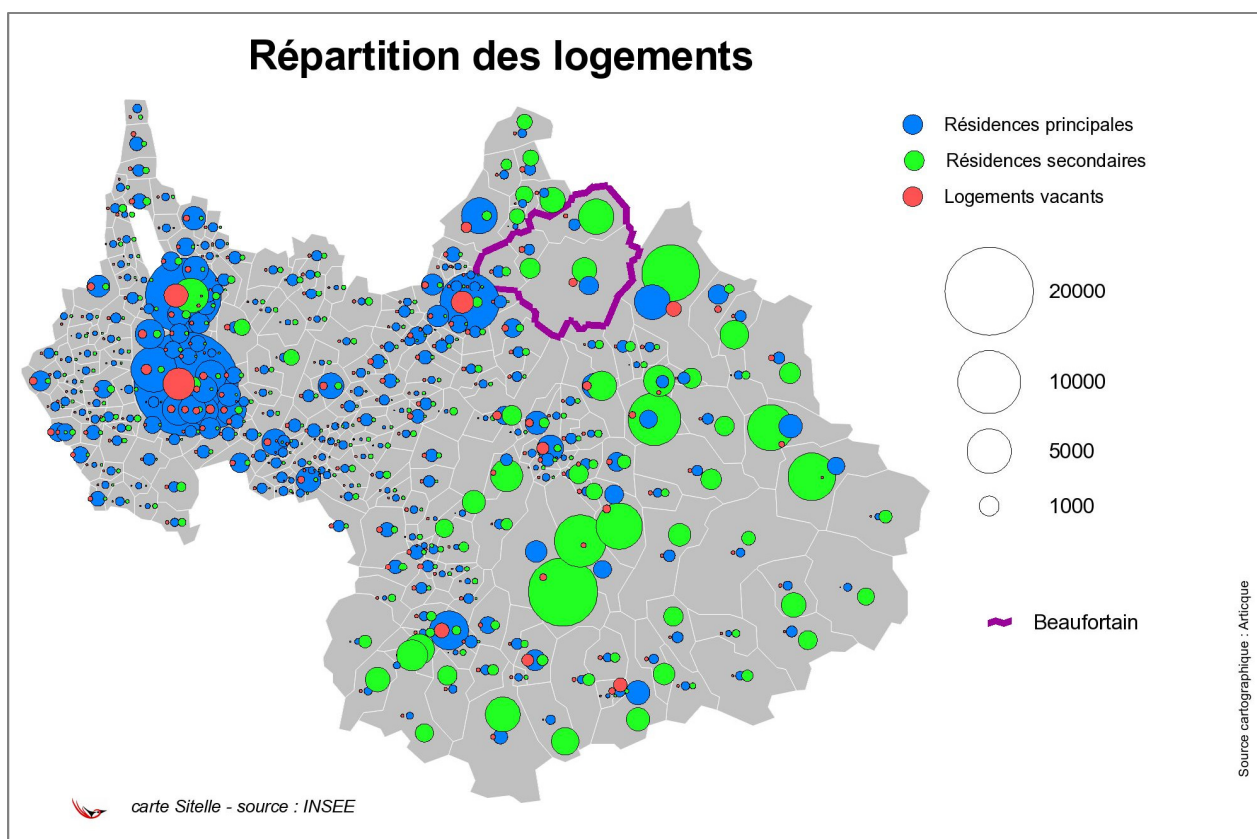 Répartition des logements
Résidences principales
Résidences secondaires
Logements vacants
20000
10000
5000
1000
Beaufortain
Source cartographique : Articque
carte Sitelle - source : INSEE